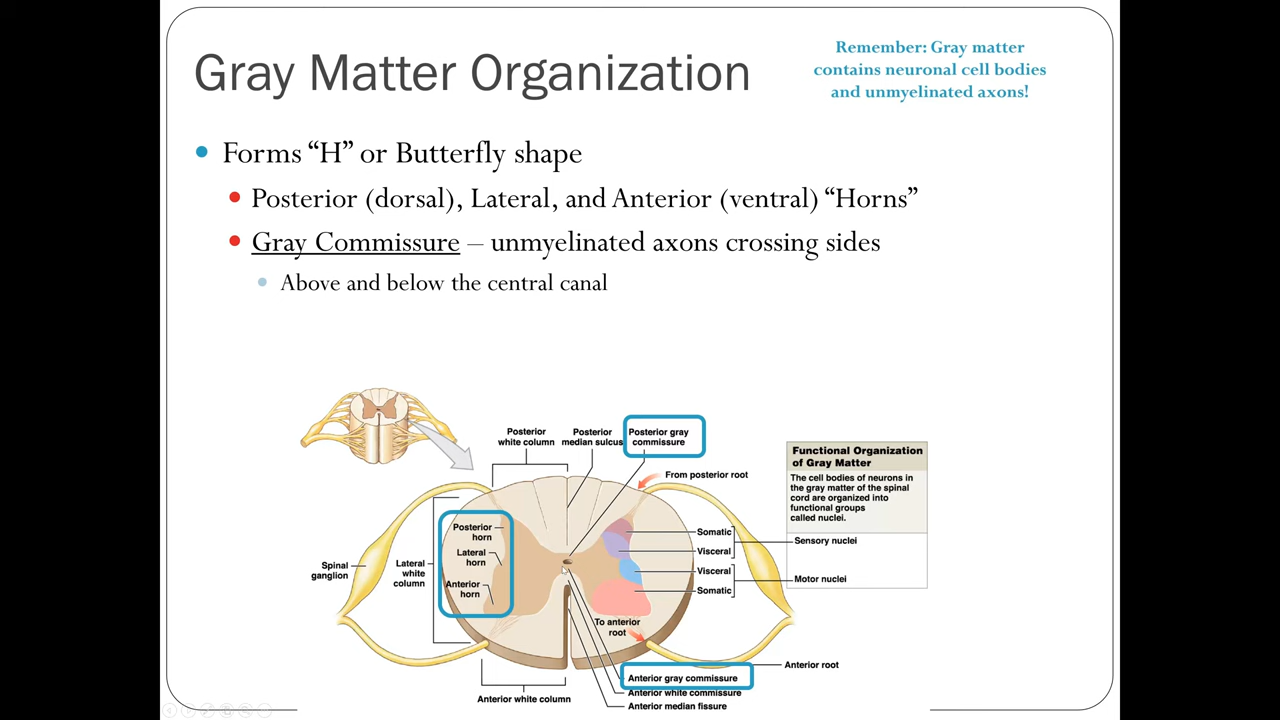 Gray Matter Organization
Remember: Gray matter
contains neuronal cell bodies
and unmyelinated axons!
Forms “H” or Butterfly shape
Posterior (dorsal), Lateral, and Anterior (ventral) “Horns”
Gray Commissure – unmyelinated axons crossing sides
Above and below the central canal
Posterior
white column
Posterior
median sulcus
Posterior gray
commissure
From posterior root
Functional Organization
of Gray Matter
The cell bodies of neurons in
the gray matter of the spinal
cord are organized into
functional groups
called nuclei.
Posterior
horn
Lateral
horn
Anterior
horn
Spinal
ganglion
Lateral
white
column
Somatic
Visceral
Visceral
Somatic
Sensory nuclei
Motor nuclei
To anterior
root
Anterior root
Anterior white column
Anterior gray commissure
Anterior white commissure
Anterior median fissure